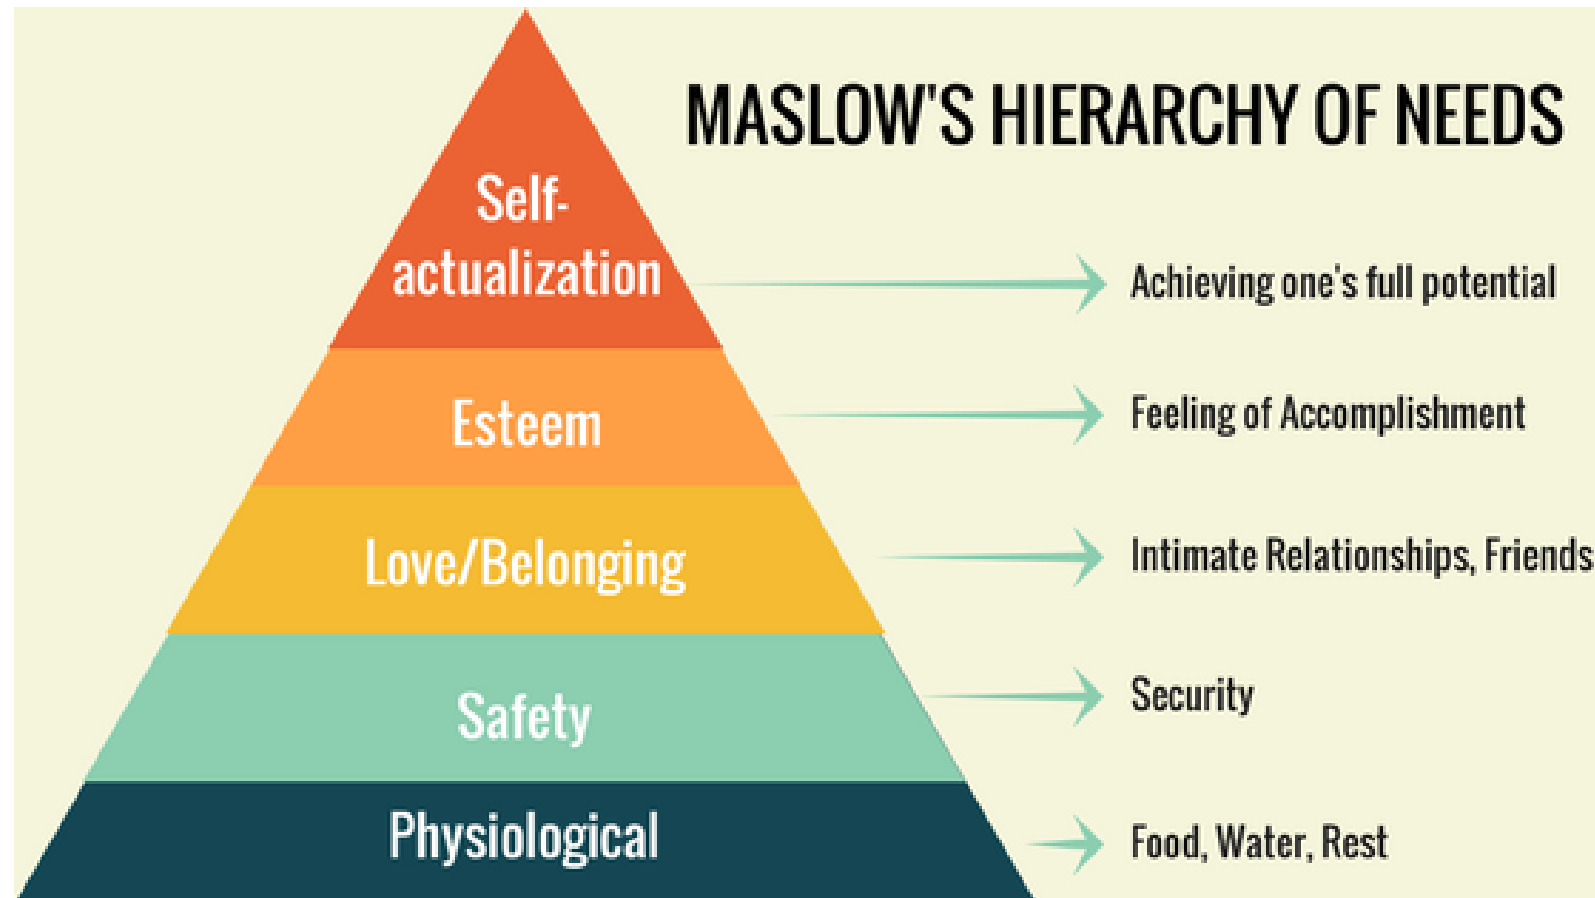 MASLOW'S HIERARCHY OF NEEDS
Self-
actualization
Achieving one's full potential
Esteem
Feeling of Accomplishment
Love/Belonging
Intimate Relationships, Friends
Safety
Security
Physiological
Food, Water, Rest